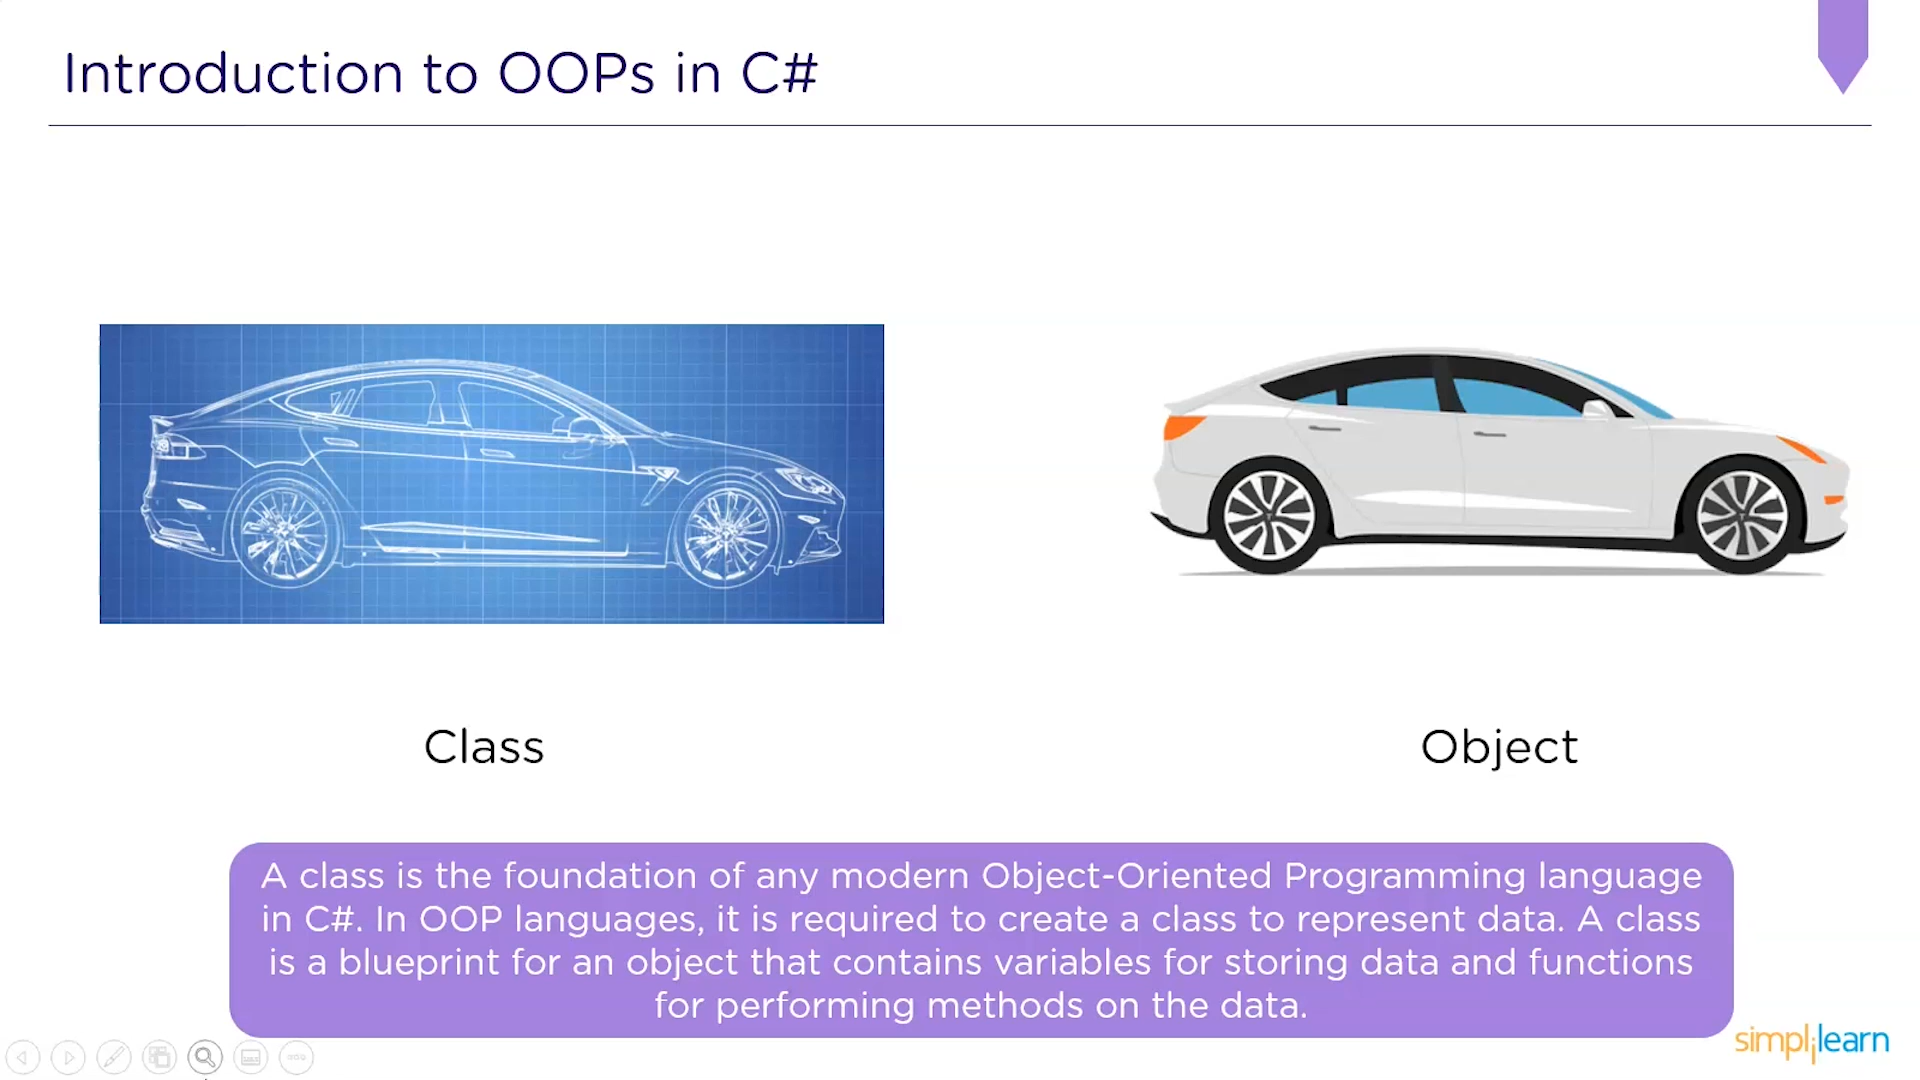 Introduction to OOPs in C#
Class
Object
A class is the foundation of any modern Object-Oriented Programming language
in C#. In OOP languages, it is required to create a class to represent data. A class
is a blueprint for an object that contains variables for storing data and functions
for performing methods on the data.
simplilearn